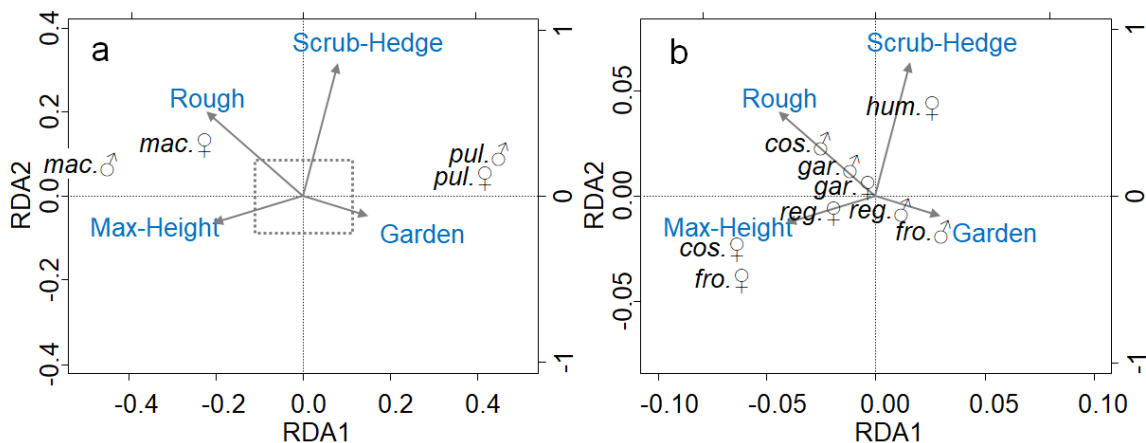 a
0.4
0.2
0.0
-0.2
-0.4
RDA2
1
0
-1
Scrub-Hedge
Rough
mac.♀
mac.♂
pul.♂
pul.♀
Max-Height
Garden
-0.4 -0.2 0.0 0.2 0.4
RDA1
b
0.05
0.00
-0.05
RDA2
1
0
-1
Scrub-Hedge
Rough
hum.♀
cos.♂
gar.♂
gar.♀
reg.♀
reg.♂
fro.♂
Max-Height
Garden
cos.♀
fro.♀
-0.10 -0.05 0.00 0.05 0.10
RDA1